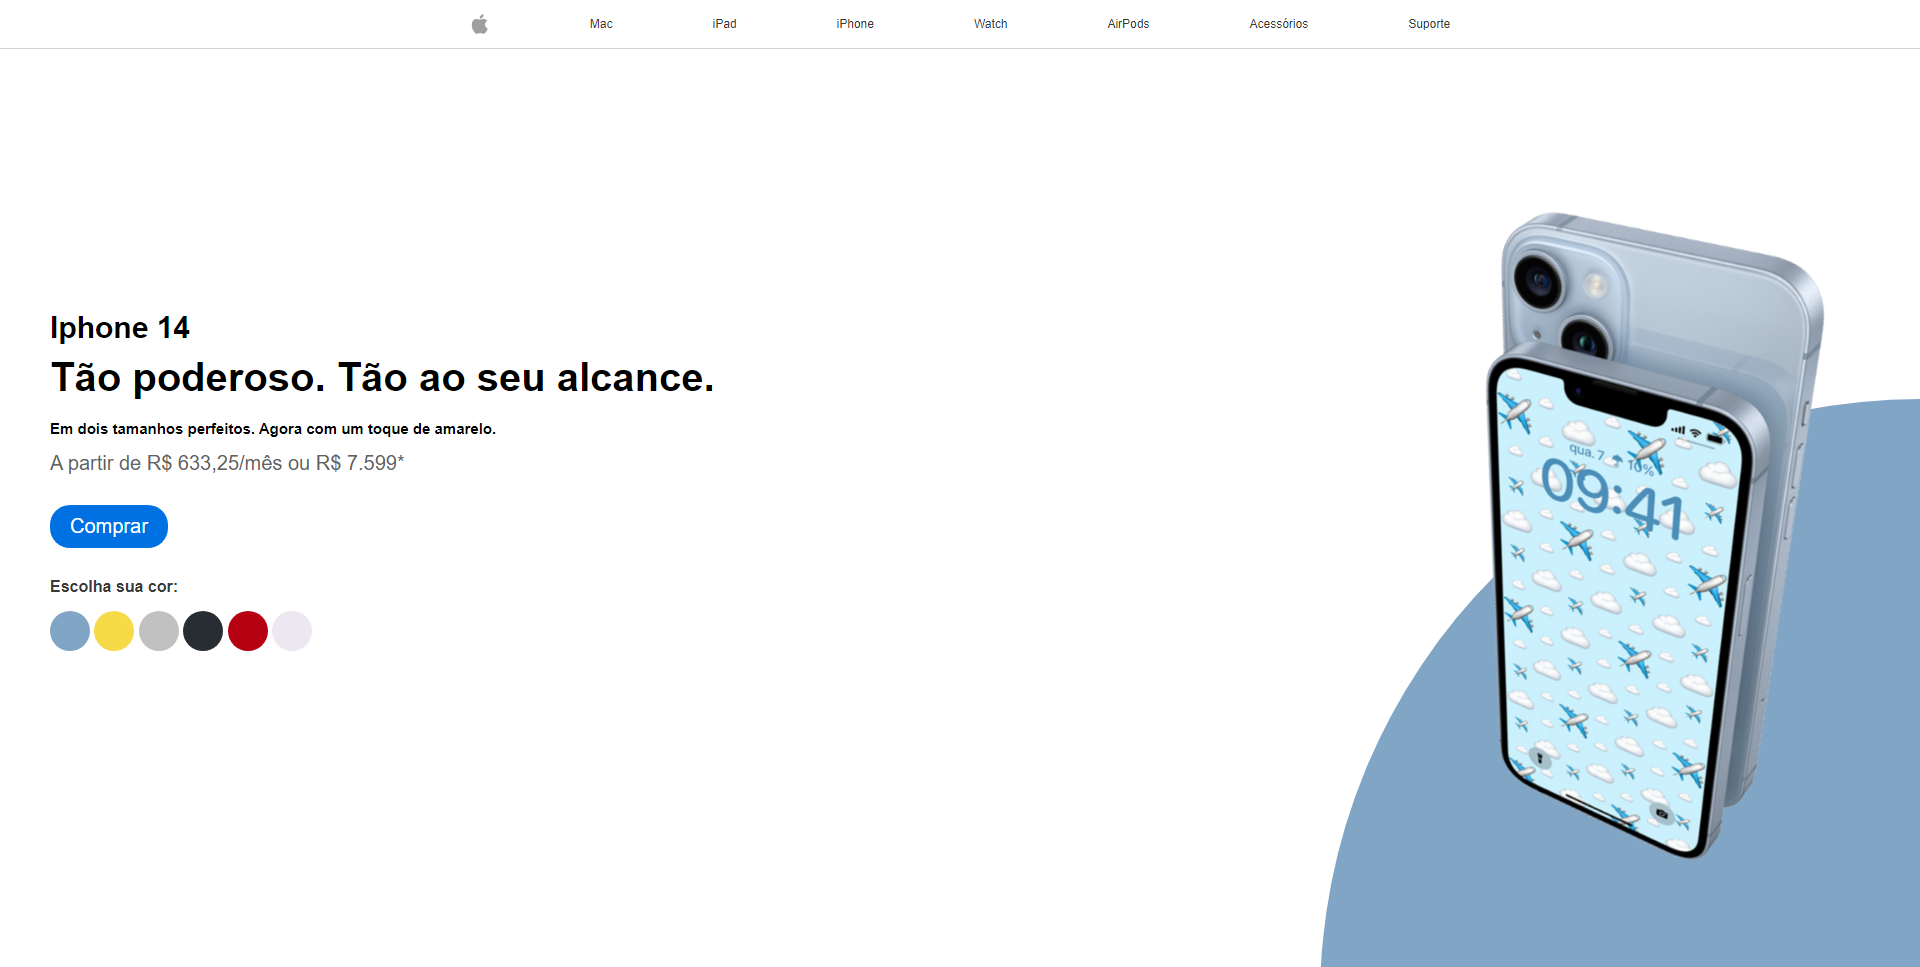 Mac iPad iPhone Watch AirPods Acessórios Suporte
Iphone 14
Tão poderoso. Tão ao seu alcance.
Em dois tamanhos perfeitos. Agora com um toque de amarelo.
A partir de R$ 633,25/mês ou R$ 7.599*
Comprar
Escolha sua cor:
qua. 7 10%
09:41